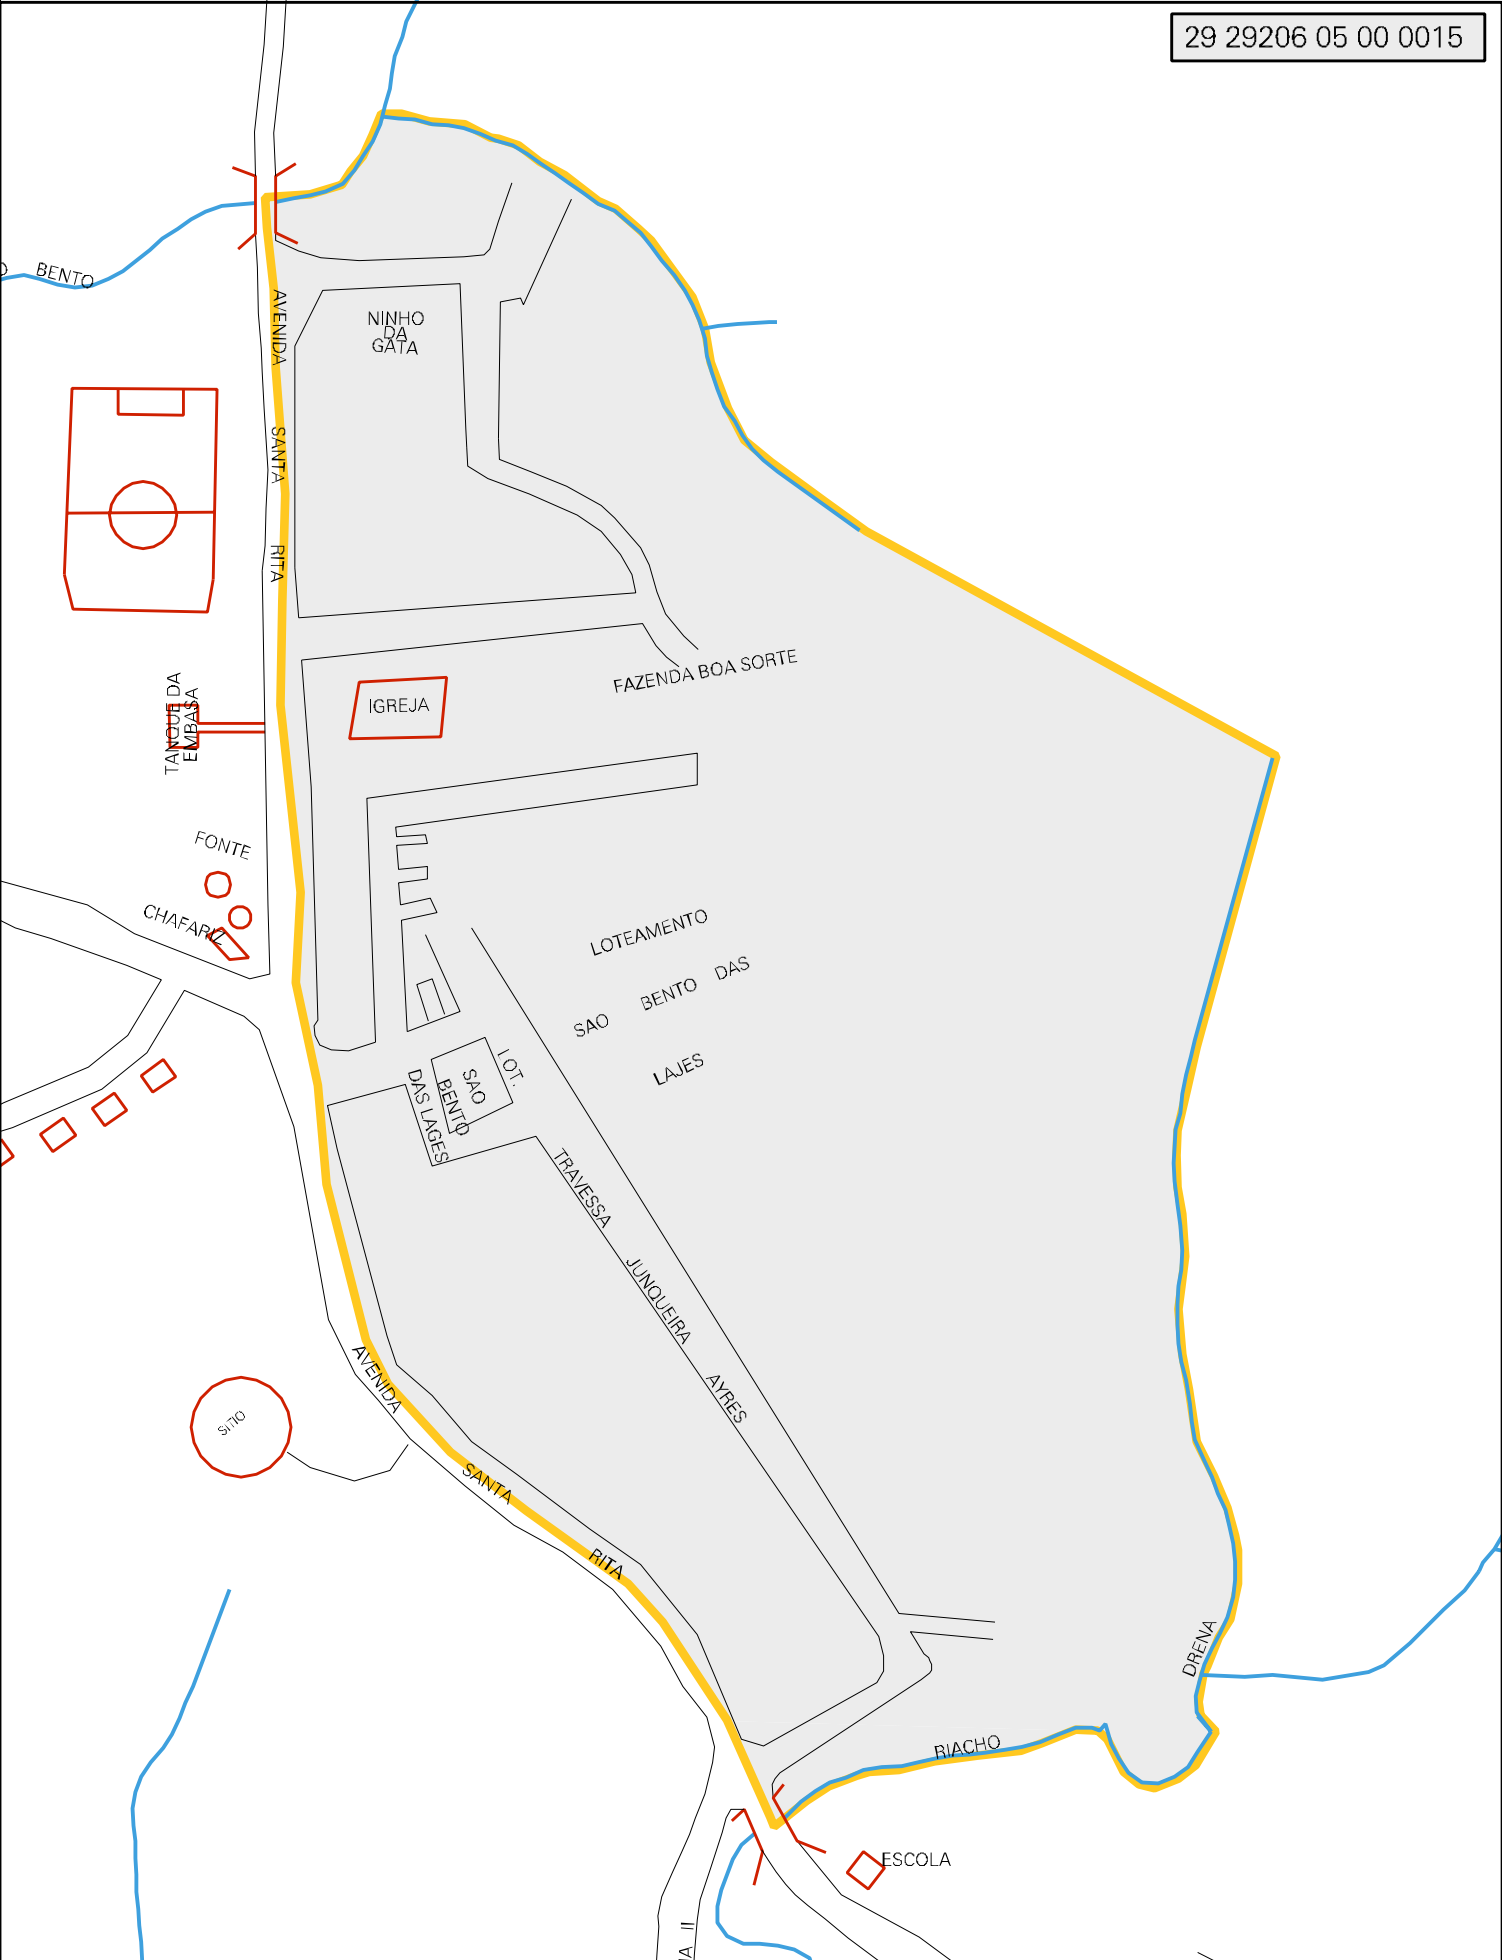 29 29206 05 00 0015
O BENTO
AVENIDA SANTA RITA
NINHO
DA
GATA
FAZENDA BOA SORTE
IGREJA
TANQUE DA
EMBASA
FONTE
CHAFARIZ
LOTEAMENTO
SAO BENTO DAS
LAJES
LOT.
SAO
BENTO
DAS LAGES
TRAVESSA JUNQUEIRA AYRES
AVENIDA SANTA RITA
SITIO
DRENA
RIACHO
ESCOLA
A II